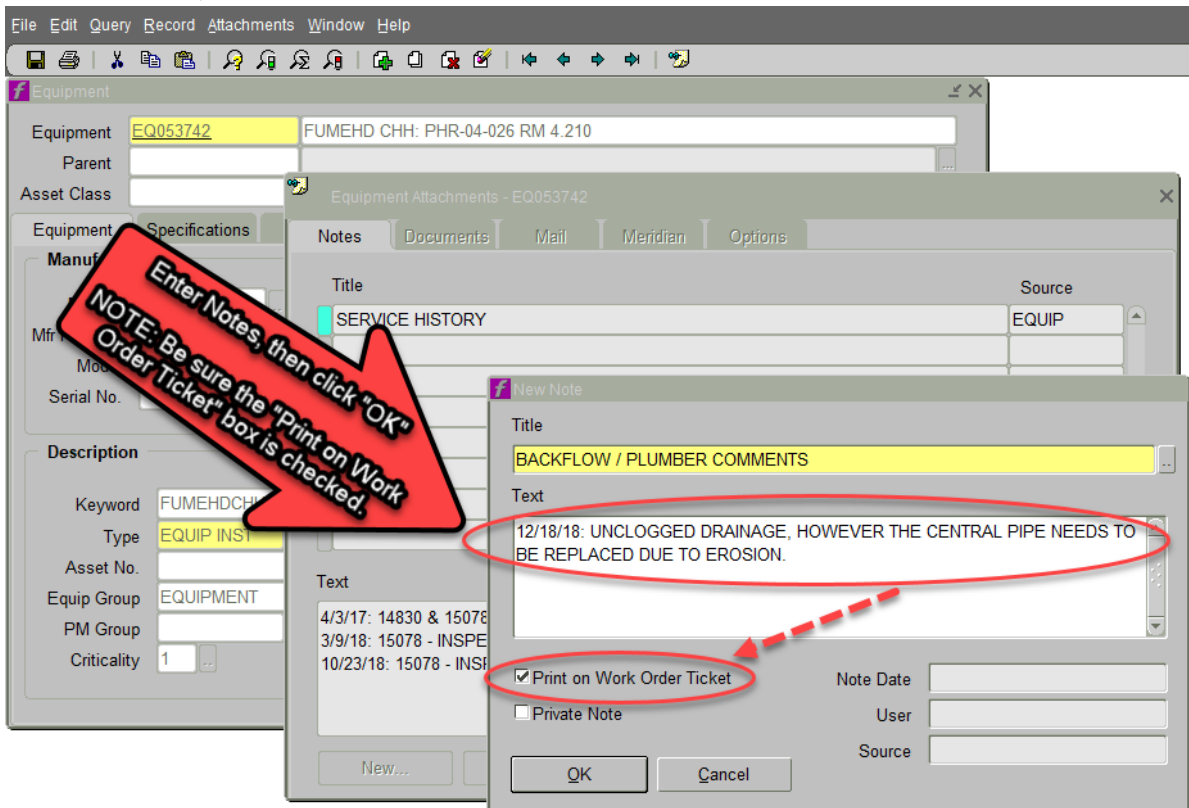 File Edit Query Record Attachments Window Help
Equipment
Equipment EQ053742 FUMEHD CHH: PHR-04-026 RM 4.210
Parent
Asset Class
Equipment Specifications
Manuf
Mfr
Mod
Serial No.
Description
Keyword FUMEHDCH
Type EQUIP INST
Asset No.
Equip Group EQUIPMENT
PM Group
Criticality 1
Enter Notes, then click "OK"
NOTE: Be sure the "Print on Work
Order Ticket" box is checked.
Equipment Attachments - EQ053742
Notes Documents Mail Meridian Options
Title Source
SERVICE HISTORY EQUIP
Text
4/3/17: 14830 & 15078
3/9/18: 15078 - INSPE
10/23/18: 15078 - INSF
New...
New Note
Title
BACKFLOW / PLUMBER COMMENTS
Text
12/18/18: UNCLOGGED DRAINAGE, HOWEVER THE CENTRAL PIPE NEEDS TO
BE REPLACED DUE TO EROSION.
Print on Work Order Ticket
Note Date
Private Note
User
Source
OK Cancel